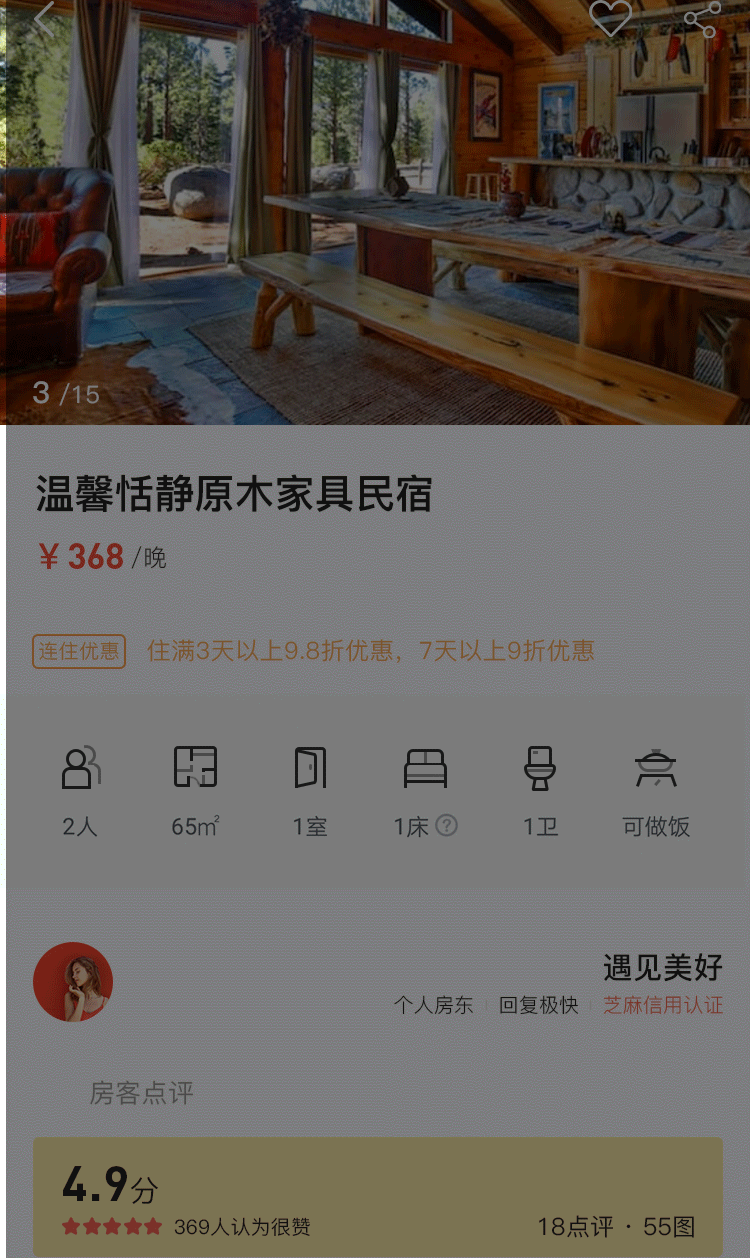 3 /15
温馨恬静原木家具民宿
¥ 368 /晚
连住优惠 住满3天以上9.8折优惠，7天以上9折优惠
2人 65㎡ 1室 1床 ? 1卫 可做饭
遇见美好
个人房东 回复极快 芝麻信用认证
房客点评
4.9分
369人认为很赞 18点评 · 55图